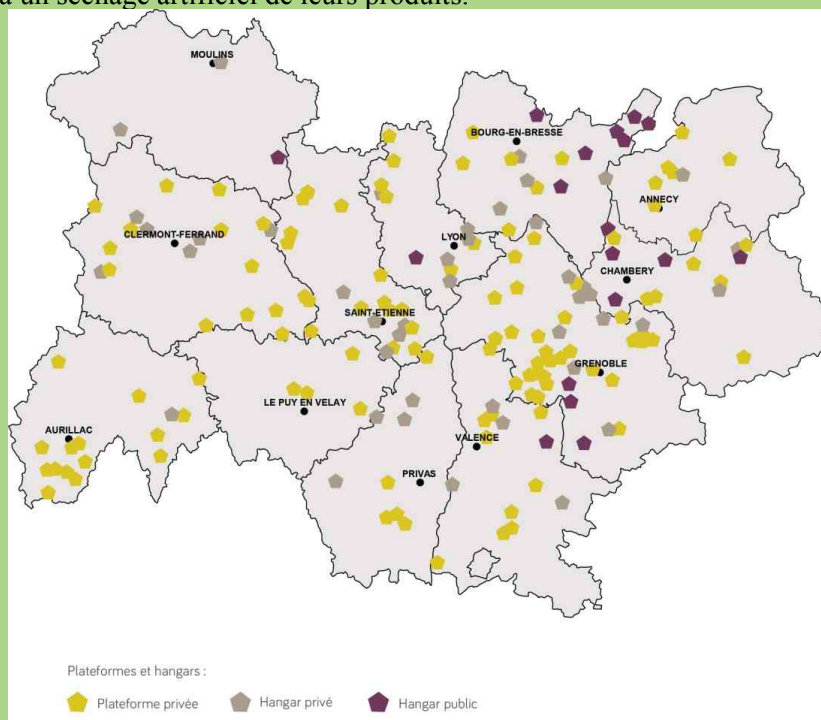 à un séchage artificiel de leurs produits.
MOULINS
BOURG-EN-BRESSE
ANNECY
CLERMONT-FERRAND
LYON
CHAMBERY
SAINT-ETIENNE
GRENOBLE
LE PUY EN VELAY
AURILLAC
VALENCE
PRIVAS
Plateformes et hangars :
Plateforme privée
Hangar privé
Hangar public